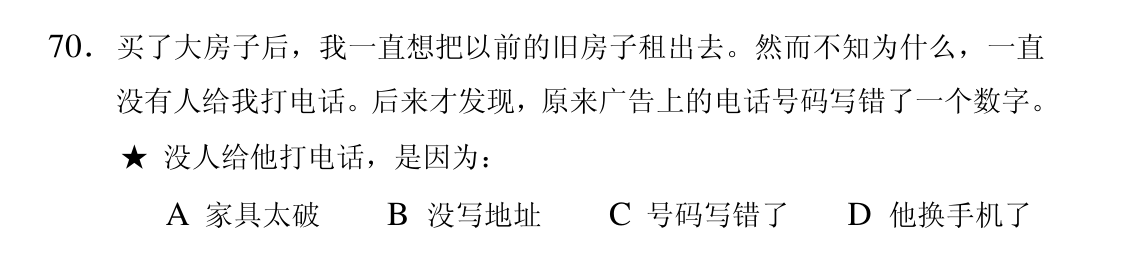 70．买了大房子后，我一直想把以前的旧房子租出去。然而不知为什么，一直
没有人给我打电话。后来才发现，原来广告上的电话号码写错了一个数字。
★ 没人给他打电话，是因为：
A 家具太破 B 没写地址 C 号码写错了 D 他换手机了